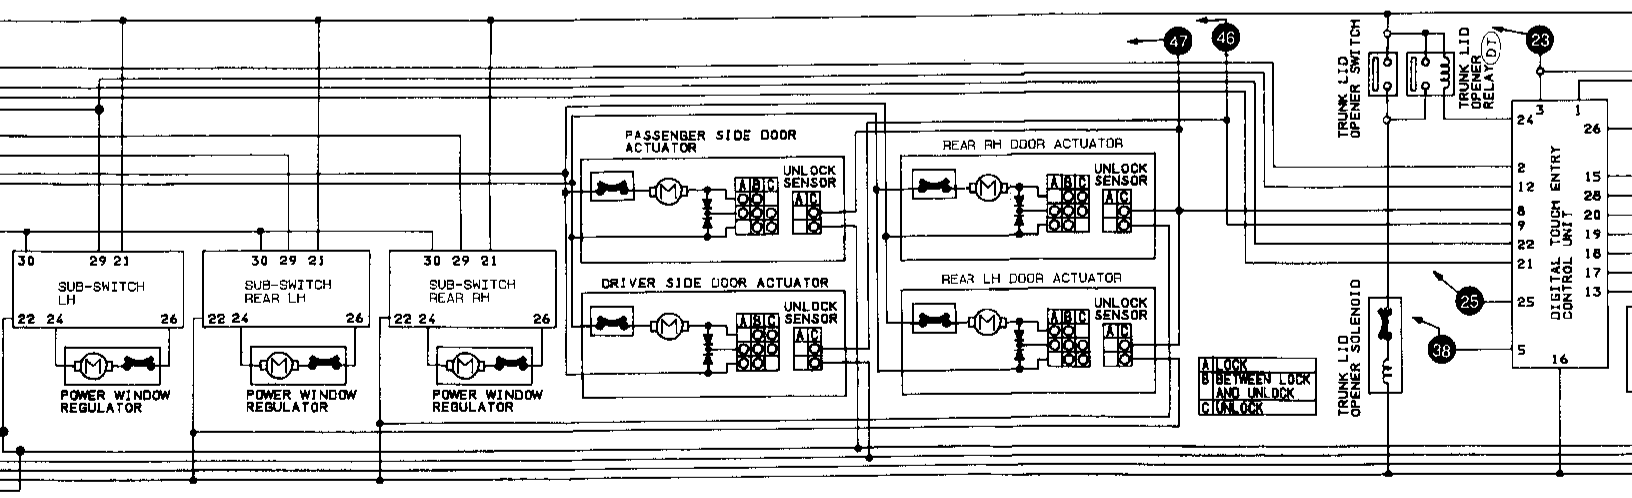 47
46
23
25
38
TRUNK LID
OPENER SWITCH
TRUNK LID
OPENER
RELAY (DT)
3 1
24
26
2
12
8
9
22
21
25
5
16
15
28
20
19
18
17
13
DIGITAL TOUCH ENTRY
CONTROL UNIT
TRUNK LID
OPENER SOLENOID
PASSENGER SIDE DOOR
ACTUATOR
M
A B C
UNLOCK
SENSOR
A C
REAR RH DOOR ACTUATOR
M
A B C
UNLOCK
SENSOR
A C
DRIVER SIDE DOOR ACTUATOR
M
A B C
UNLOCK
SENSOR
A C
REAR LH DOOR ACTUATOR
M
A B C
UNLOCK
SENSOR
A C
A LOCK
B BETWEEN LOCK
AND UNLOCK
C UNLOCK
30 29 21
SUB-SWITCH
LH
22 24 26
M
POWER WINDOW
REGULATOR
30 29 21
SUB-SWITCH
REAR LH
22 24 26
M
POWER WINDOW
REGULATOR
30 29 21
SUB-SWITCH
REAR RH
22 24 26
M
POWER WINDOW
REGULATOR